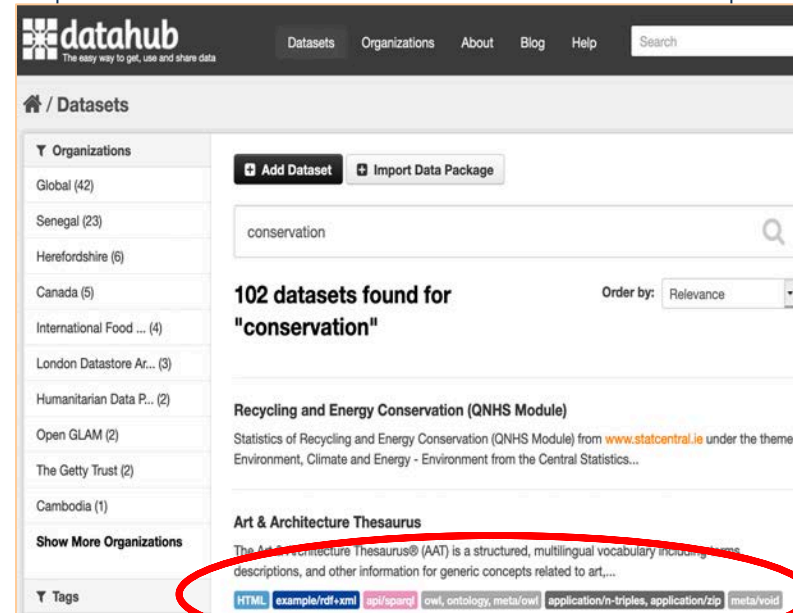 datahub
The easy way to get, use and share data
Datasets Organizations About Blog Help Search
/ Datasets
Organizations
Global (42)
Senegal (23)
Herefordshire (6)
Canada (5)
International Food ... (4)
London Datastore Ar... (3)
Humanitarian Data P... (2)
Open GLAM (2)
The Getty Trust (2)
Cambodia (1)
Show More Organizations
Tags
Add Dataset Import Data Package
conservation
102 datasets found for
"conservation"
Order by: Relevance
Recycling and Energy Conservation (QNHS Module)
Statistics of Recycling and Energy Conservation (QNHS Module) from www.statcentral.ie under the theme
Environment, Climate and Energy - Environment from the Central Statistics...
Art & Architecture Thesaurus
The Art & Architecture Thesaurus® (AAT) is a structured, multilingual vocabulary including terms,
descriptions, and other information for generic concepts related to art,...
HTML example/rdf+xml api/sparql owl, ontology, meta/owl application/n-triples, application/zip meta/void